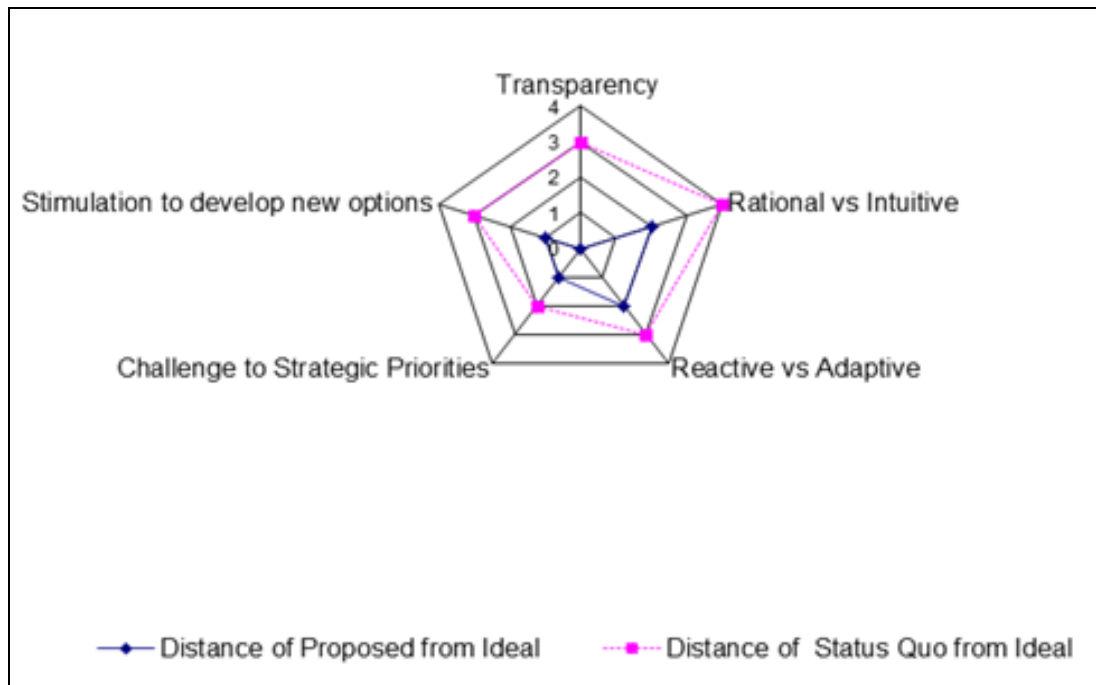 Transparency
4
3
2
1
0
Stimulation to develop new options
Rational vs Intuitive
Challenge to Strategic Priorities
Reactive vs Adaptive
Distance of Proposed from Ideal
Distance of  Status Quo from Ideal